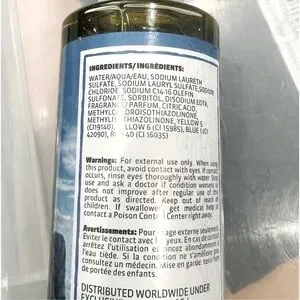 INGREDIENTS/INGRÉDIENTS:
WATER/AQUA/EAU, SODIUM LAURETH
SULFATE, SODIUM LAURYL SULFATE, SODIUM
CHLORIDE C14-16 OLEFIN
SULFONATE, SORBITOL, DISODIUM EDTA,
FRAGRANCE/PARFUM, CITRIC ACID,
METHYLCHLOROISOTHIAZOLINONE,
METHYLISOTHIAZOLINONE, YELLOW 5
(CI 19140), YELLOW 6 (CI 15985), BLUE 1 (CI
42090), RED 40 (CI 16035)
Warnings: For external use only. When using
this product, avoid contact with eyes. If contact
occurs, rinse eyes thoroughly with water. Stop
use and ask a doctor if condition worsens or
does not improve after regular use of the
product as directed. Keep out of reach of
children. If swallowed, get medical help or
contact a Poison Control Center right away.
Avertissements: Pour usage externe seulement.
Éviter le contact avec les yeux. En cas de contact
arrêtez l'utilisation et rincez abondamment de
l'eau tiède. Si la condition ne s'améliore
consultez un médecin. Mise en garde:
de portée des enfants.
DISTRIBUTED WORLDWIDE UNDER